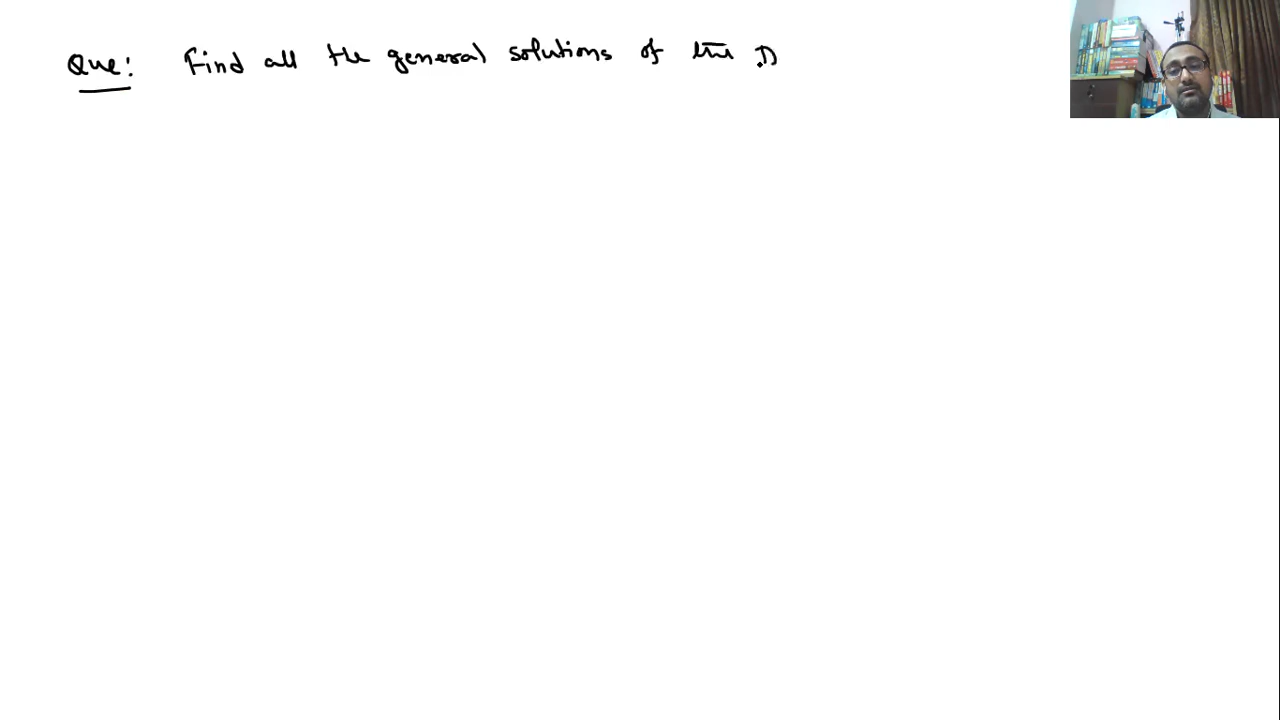 Que: Find all the general solutions of the D